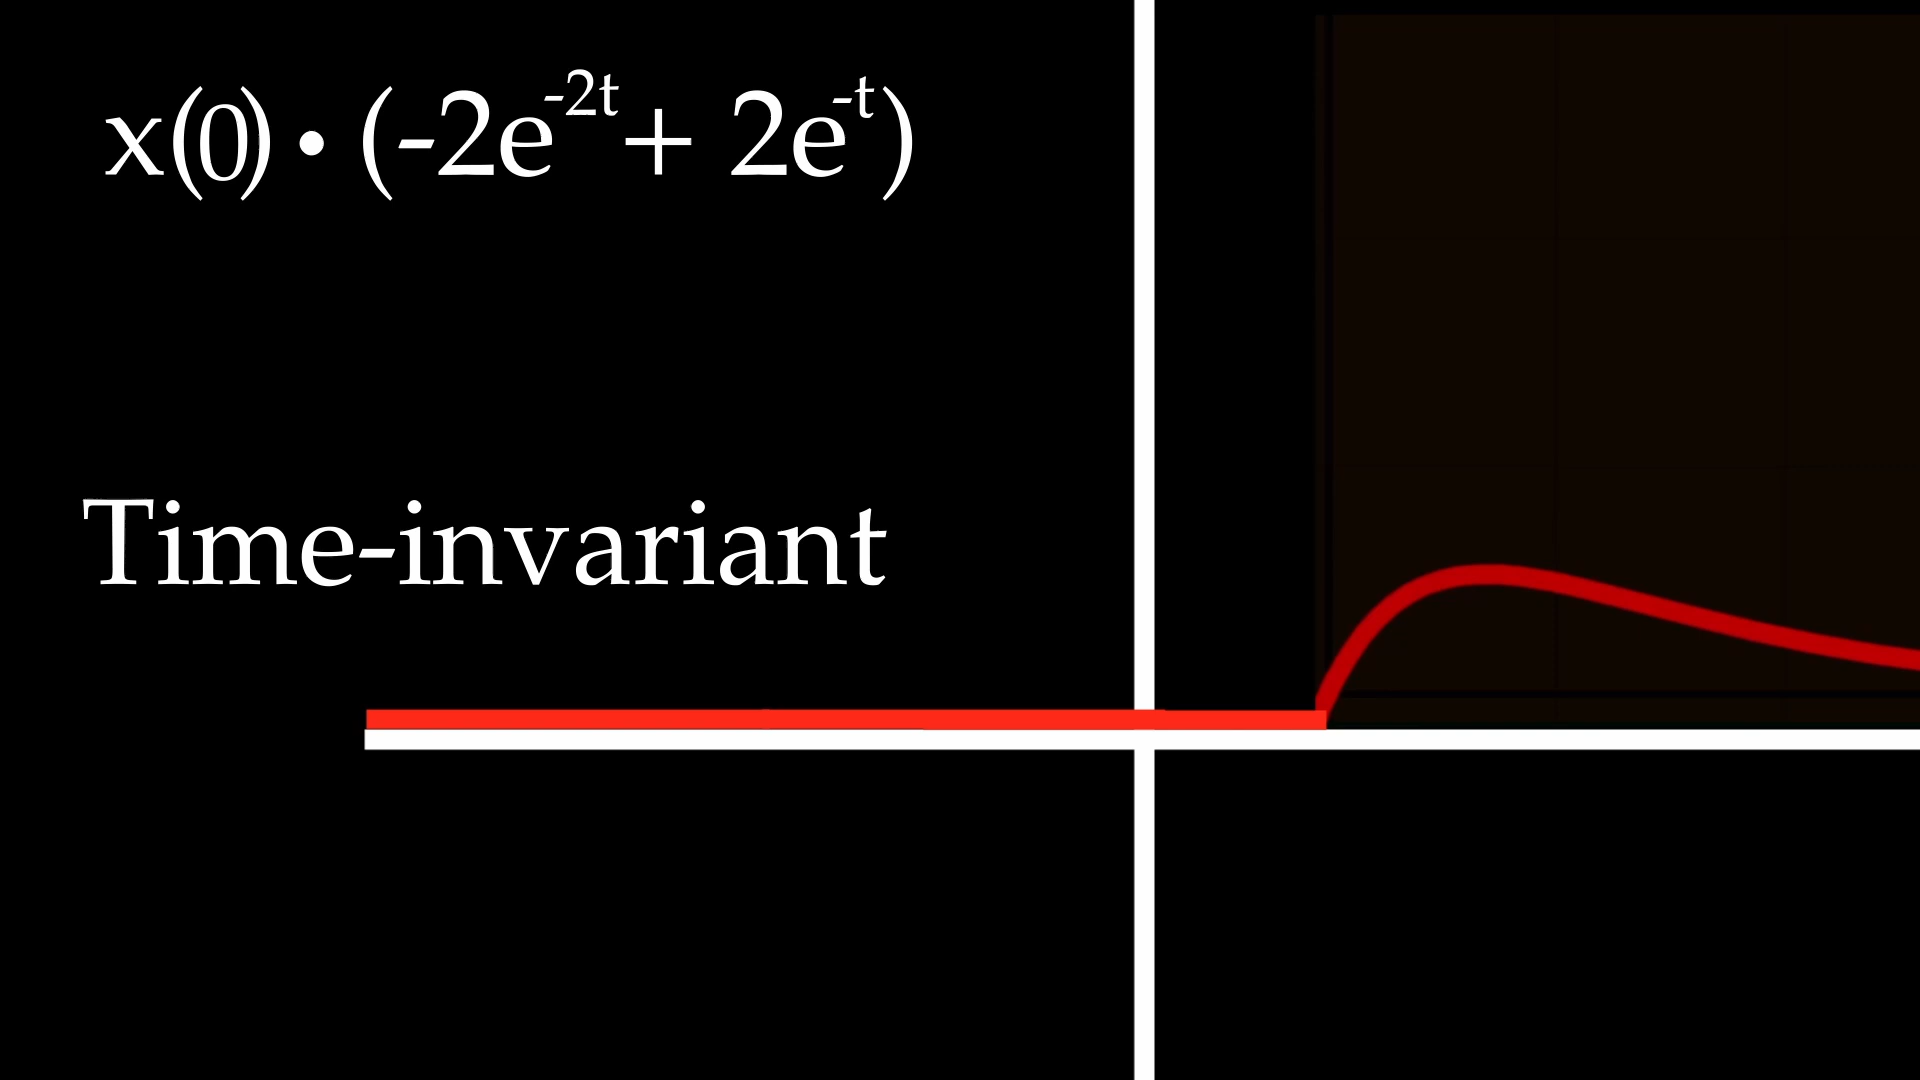 x(0) • (-2e⁻²ᵗ + 2e⁻ᵗ)
Time-invariant